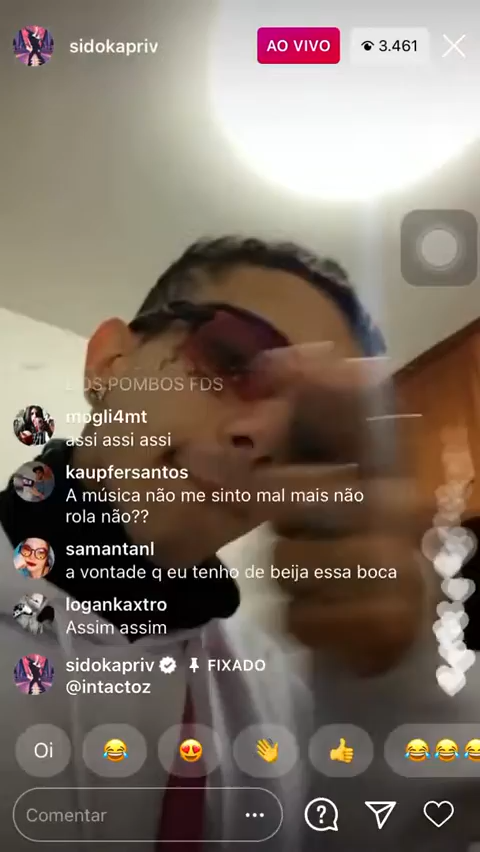 sidokapriv
AO VIVO
3.461
DOS POMBOS FDS
mogli4mt
assi assi assi
kaupfersantos
A música não me sinto mal mais não
rola não??
samantanl
a vontade q eu tenho de beija essa boca
logankaxtro
Assim assim
sidokapriv FIXADO
@intactoz
Oi
Comentar